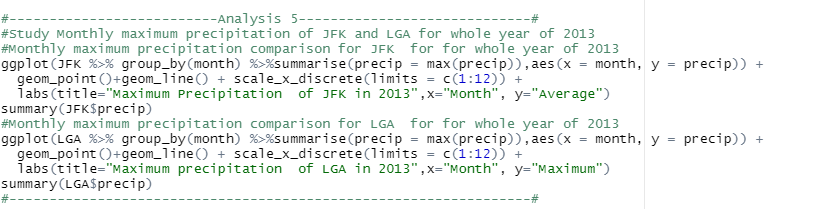 #--------------------------Analysis 5-----------------------------#
#Study Monthly maximum precipitation of JFK and LGA for whole year of 2013
#Monthly maximum precipitation comparison for JFK  for for whole year of 2013
ggplot(JFK %>% group_by(month) %>%summarise(precip = max(precip)),aes(x = month, y = precip)) +
  geom_point()+geom_line() + scale_x_discrete(limits = c(1:12)) +
  labs(title="Maximum Precipitation  of JFK in 2013",x="Month", y="Average")
summary(JFK$precip)
#Monthly maximum precipitation comparison for LGA  for for whole year of 2013
ggplot(LGA %>% group_by(month) %>%summarise(precip = max(precip)),aes(x = month, y = precip)) +
  geom_point()+geom_line() + scale_x_discrete(limits = c(1:12)) +
  labs(title="Maximum precipitation  of LGA in 2013",x="Month", y="Maximum")
summary(LGA$precip)
#-----------------------------------------------------------------#